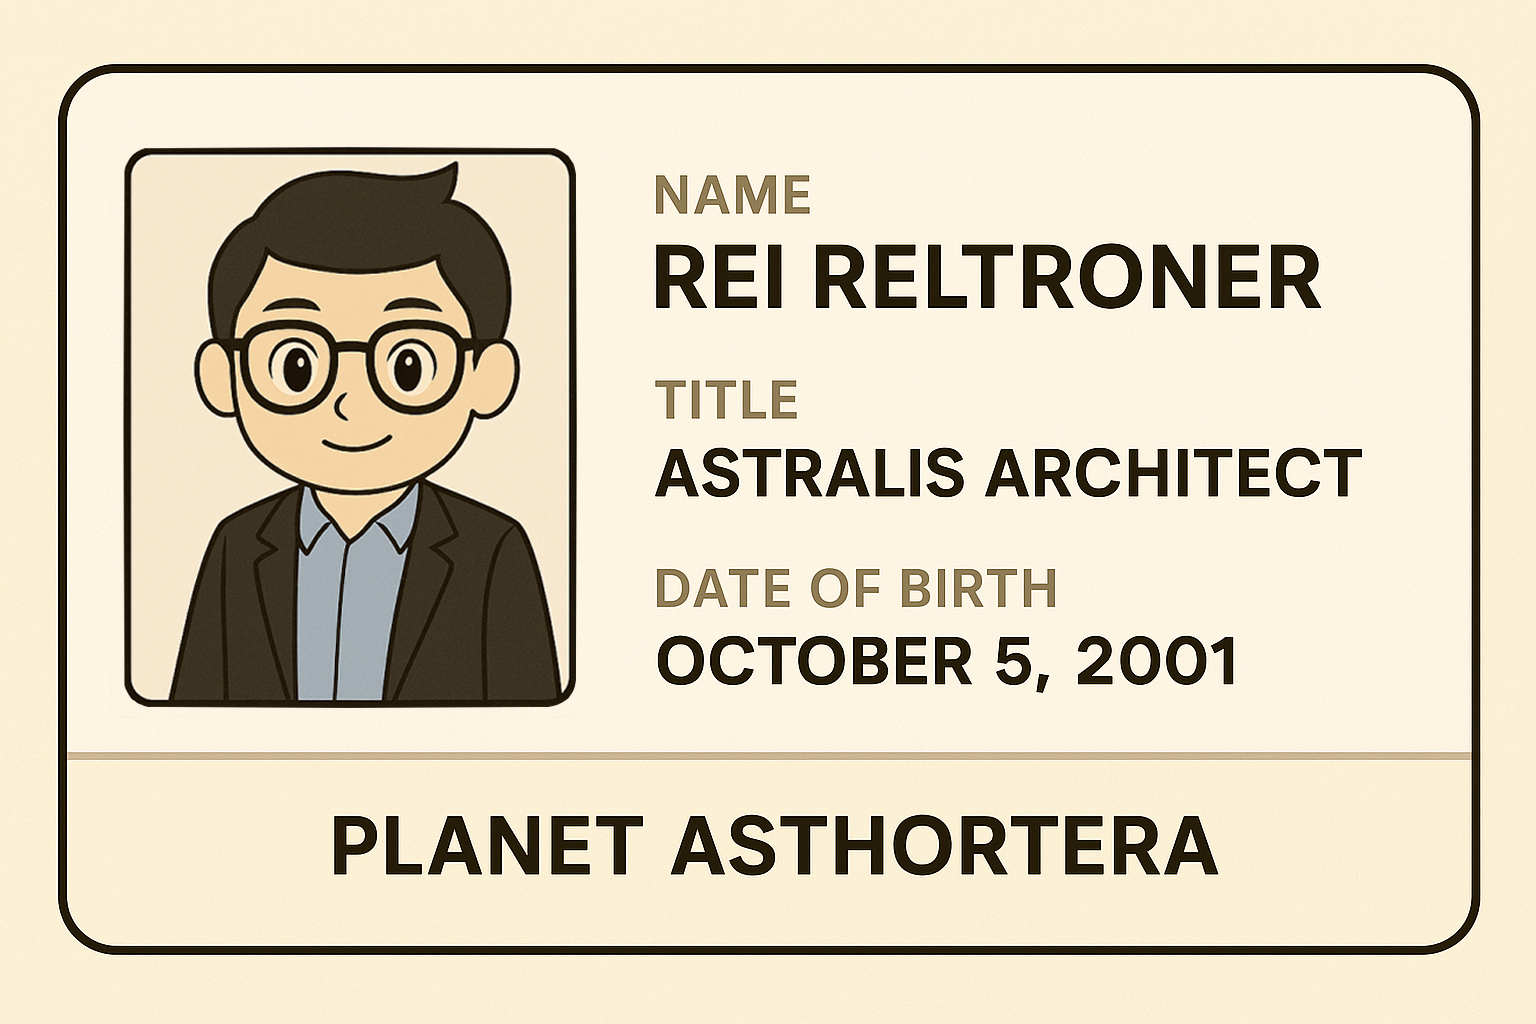 NAME
REI RELTRONER
TITLE
ASTRALIS ARCHITECT
DATE OF BIRTH
OCTOBER 5, 2001
PLANET ASTHORTERA